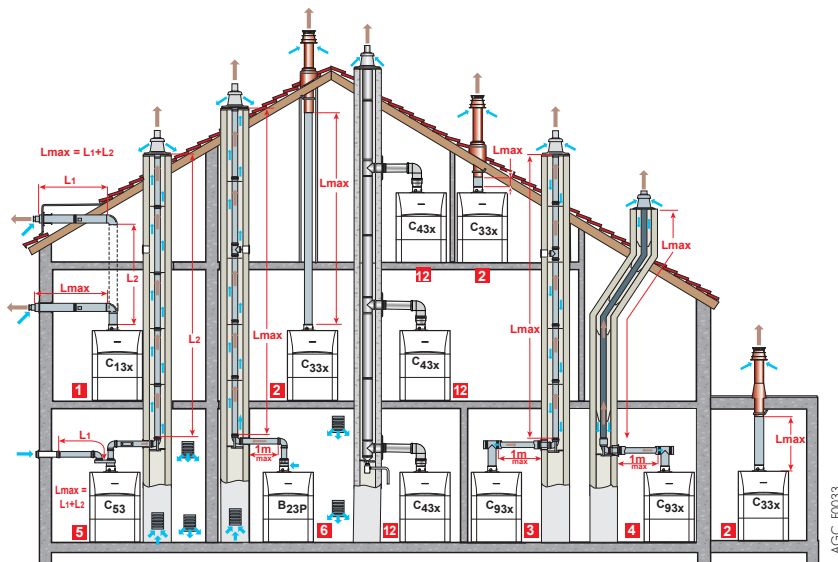 Lmax = L1+L2
L1
L2
Lmax
C13x
1
L2
Lmax
Lmax
C33x
2
C43x
12
Lmax
C33x
2
C43x
12
Lmax
Lmax
L1
Lmax =
L1+L2
C53
5
1m
max
B23P
6
C43x
12
1m
max
C93x
3
1m
max
C93x
4
Lmax
C33x
2
AGC_F0033